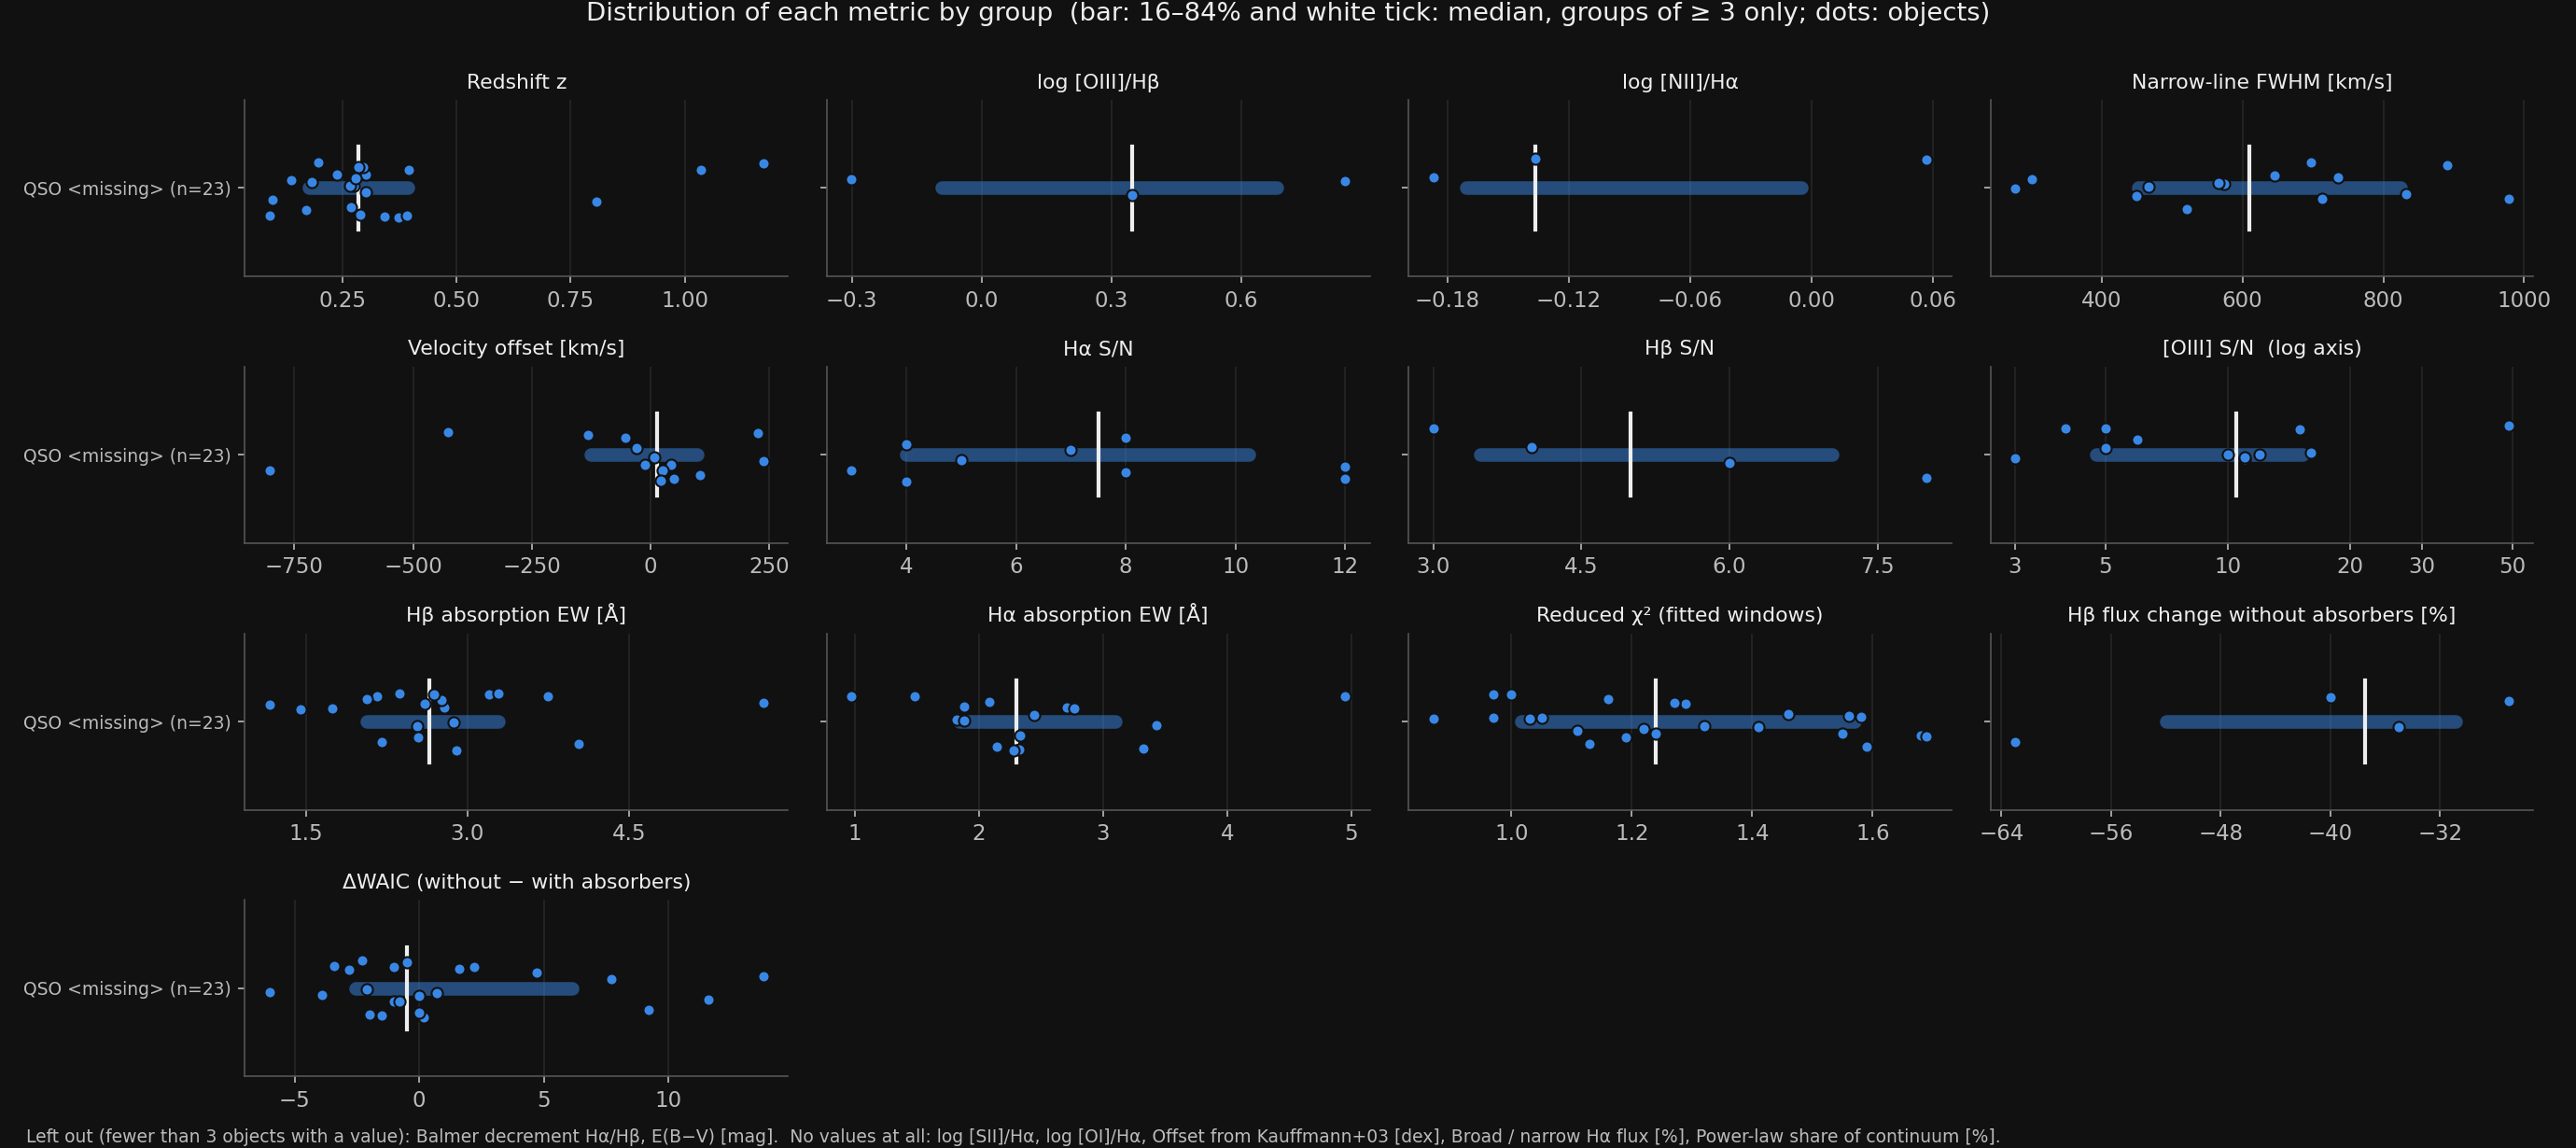 Distribution of each metric by group  (bar: 16–84% and white tick: median, groups of ≥ 3 only; dots: objects)
Redshift z
log [OIII]/Hβ
log [NII]/Hα
Narrow-line FWHM [km/s]
QSO <missing> (n=23)
0.25 0.50 0.75 1.00
−0.3 0.0 0.3 0.6
−0.18 −0.12 −0.06 0.00 0.06
400 600 800 1000
Velocity offset [km/s]
Hα S/N
Hβ S/N
[OIII] S/N  (log axis)
QSO <missing> (n=23)
−750 −500 −250 0 250
4 6 8 10 12
3.0 4.5 6.0 7.5
3 5 10 20 30 50
Hβ absorption EW [Å]
Hα absorption EW [Å]
Reduced χ² (fitted windows)
Hβ flux change without absorbers [%]
QSO <missing> (n=23)
1.5 3.0 4.5
1 2 3 4 5
1.0 1.2 1.4 1.6
−64 −56 −48 −40 −32
ΔWAIC (without − with absorbers)
QSO <missing> (n=23)
−5 0 5 10
Left out (fewer than 3 objects with a value): Balmer decrement Hα/Hβ, E(B−V) [mag].  No values at all: log [SII]/Hα, log [OI]/Hα, Offset from Kauffmann+03 [dex], Broad / narrow Hα flux [%], Power-law share of continuum [%].